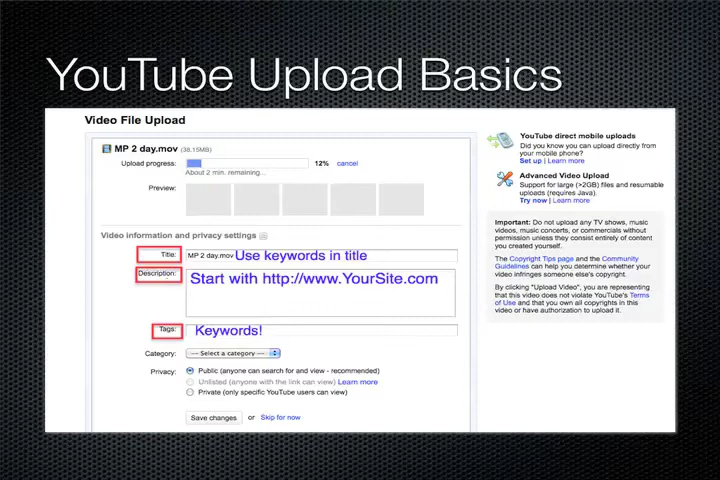 YouTube Upload Basics
Video File Upload
MP 2 day.mov (38.15MB)
Upload progress: 12% cancel
About 2 min. remaining...
Preview:
Video information and privacy settings
Title: MP 2 day.mov Use keywords in title
Description: Start with http://www.YourSite.com
Tags: Keywords!
Category: --- Select a category ---
Privacy: Public (anyone can search for and view - recommended)
Unlisted (anyone with the link can view) Learn more
Private (only specific YouTube users can view)
Save changes or Skip for now
YouTube direct mobile uploads
Did you know you can upload directly from
your mobile phone?
Set up | Learn more
Advanced Video Upload
Support for large (>2GB) files and resumable
uploads (requires Java).
Try now | Learn more
Important: Do not upload any TV shows, music
videos, music concerts, or commercials without
permission unless they consist entirely of content
you created yourself.
The Copyright Tips page and the Community
Guidelines can help you determine whether your
video infringes someone else's copyright.
By clicking "Upload Video", you are representing
that this video does not violate YouTube's Terms
of Use and that you own all copyrights in this
video or have authorization to upload it.